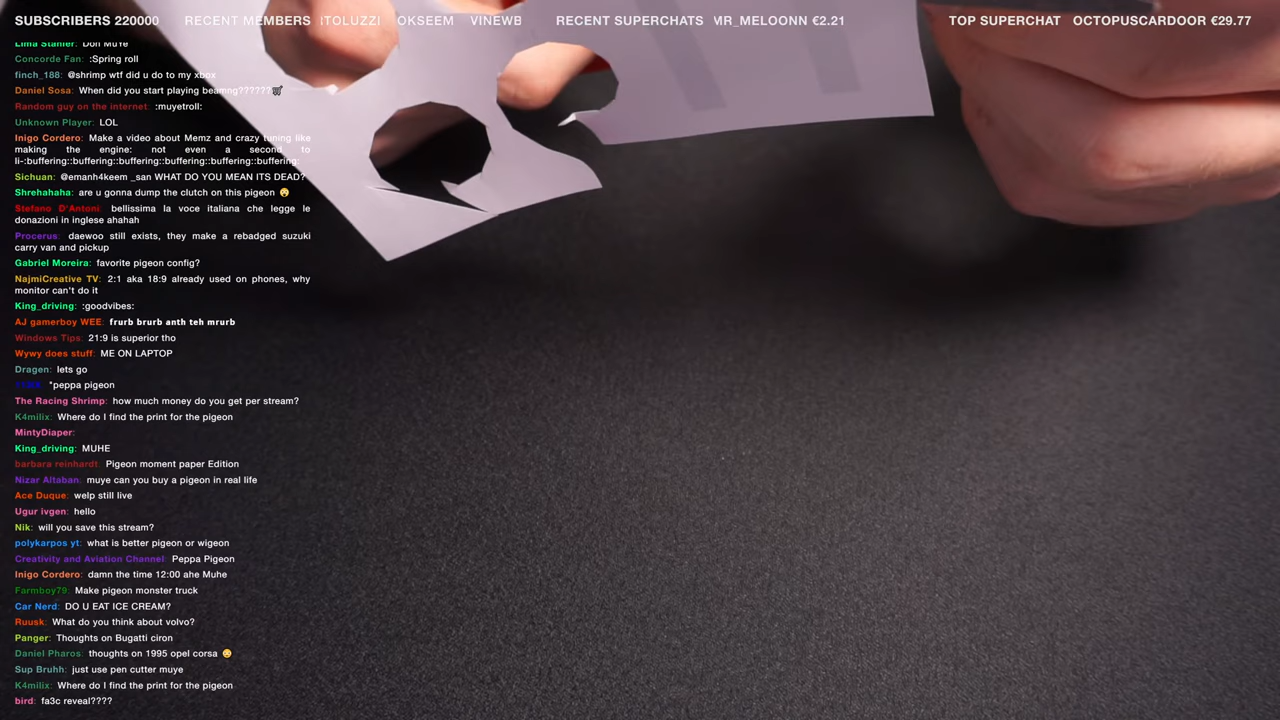 SUBSCRIBERS 220000 RECENT MEMBERS !TOLUZZI OKSEEM VINEWB RECENT SUPERCHATS MR_MELOONN €2.21 TOP SUPERCHAT OCTOPUSCARDOOR €29.77
Lima Stanier: Don MuYe
Concorde Fan: :Spring roll
finch_188: @shrimp wtf did u do to my xbox
Daniel Sosa: When did you start playing beamng??????
Random guy on the internet: :muyetroll:
Unknown Player: LOL
Inigo Cordero: Make a video about Memz and crazy tuning like
making the engine: not even a second to
li-:buffering::buffering::buffering::buffering::buffering::buffering:
Sichuan: @emanh4keem _san WHAT DO YOU MEAN ITS DEAD?
Shrehahaha: are u gonna dump the clutch on this pigeon 😯
Stefano D'Antoni: bellissima la voce italiana che legge le
donazioni in inglese ahahah
Procerus: daewoo still exists, they make a rebadged suzuki
carry van and pickup
Gabriel Moreira: favorite pigeon config?
NajmiCreative TV: 2:1 aka 18:9 already used on phones, why
monitor can't do it
King_driving: :goodvibes:
AJ gamerboy WEE: frurb brurb anth teh mrurb
Windows Tips: 21:9 is superior tho
Wywy does stuff: ME ON LAPTOP
Dragen: lets go
*peppa pigeon
The Racing Shrimp: how much money do you get per stream?
K4milix: Where do I find the print for the pigeon
MintyDiaper:
King_driving: MUHE
barbara reinhardt: Pigeon moment paper Edition
Nizar Altaban: muye can you buy a pigeon in real life
Ace Duque: welp still live
Ugur ivgen: hello
Nik: will you save this stream?
polykarpos yt: what is better pigeon or wigeon
Creativity and Aviation Channel: Peppa Pigeon
Inigo Cordero: damn the time 12:00 ahe Muhe
Farmboy79: Make pigeon monster truck
Car Nerd: DO U EAT ICE CREAM?
Ruusk: What do you think about volvo?
Panger: Thoughts on Bugatti ciron
Daniel Pharos: thoughts on 1995 opel corsa 😳
Sup Bruhh: just use pen cutter muye
K4milix: Where do I find the print for the pigeon
bird: fa3c reveal????